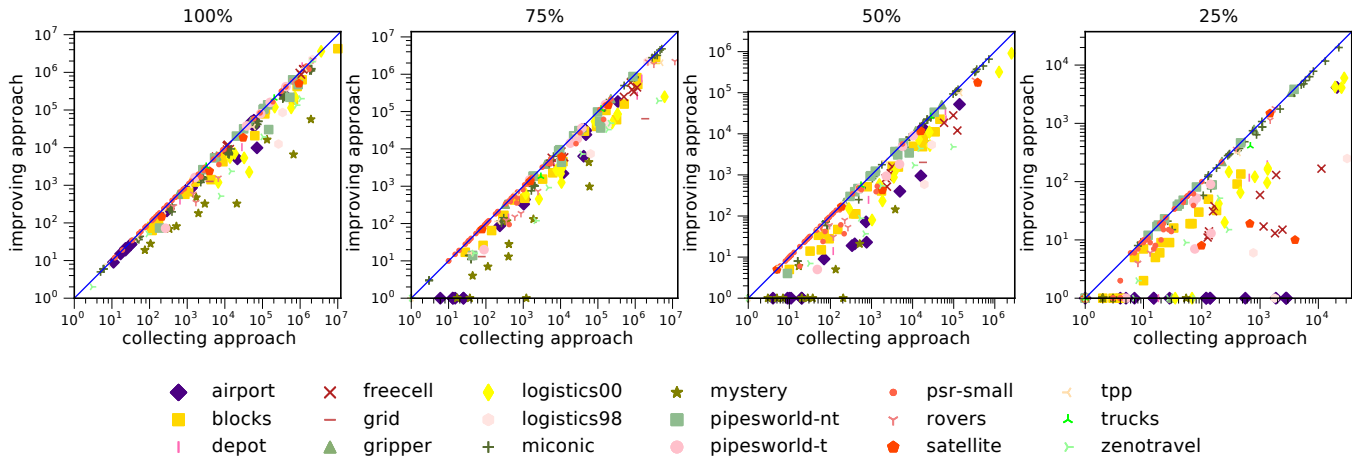 100%
75%
50%
25%
improving approach
10⁷
10⁶
10⁵
10⁴
10³
10²
10¹
10⁰
10⁰ 10¹ 10² 10³ 10⁴ 10⁵ 10⁶ 10⁷
collecting approach
improving approach
10⁷
10⁶
10⁵
10⁴
10³
10²
10¹
10⁰
10⁰ 10¹ 10² 10³ 10⁴ 10⁵ 10⁶ 10⁷
collecting approach
improving approach
10⁶
10⁵
10⁴
10³
10²
10¹
10⁰
10⁰ 10¹ 10² 10³ 10⁴ 10⁵ 10⁶
collecting approach
improving approach
10⁴
10³
10²
10¹
10⁰
10⁰ 10¹ 10² 10³ 10⁴
collecting approach
airport freecell logistics00 mystery psr-small tpp
blocks grid logistics98 pipesworld-nt rovers trucks
depot gripper miconic pipesworld-t satellite zenotravel